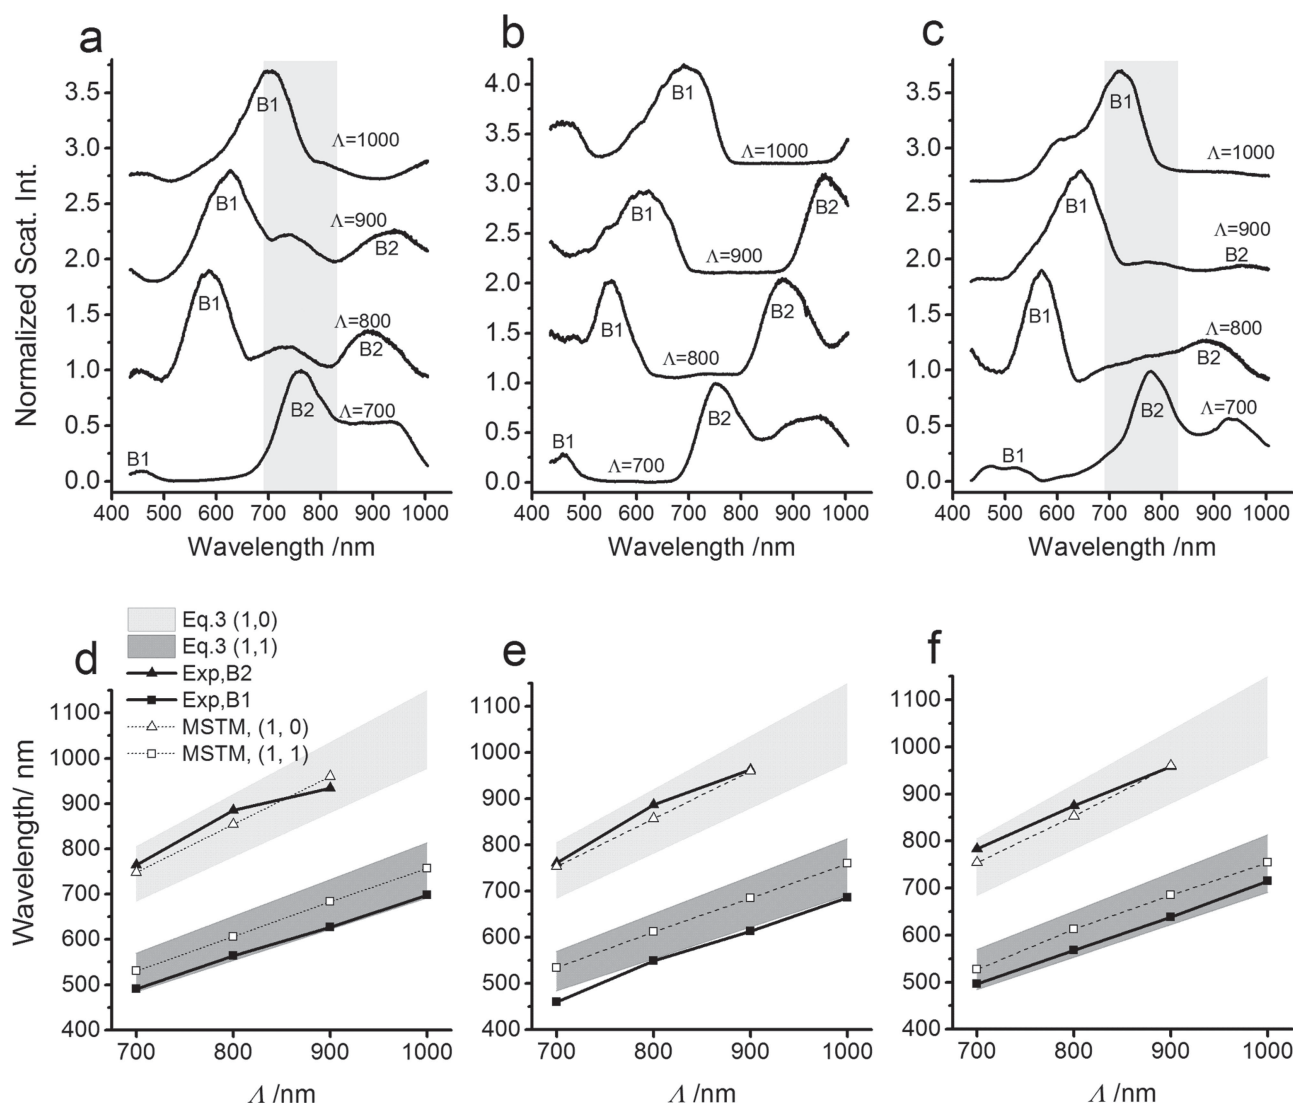 a
b
c
Normalized Scat. Int.
3.5
3.0
2.5
2.0
1.5
1.0
0.5
0.0
B1
Λ=1000
B1
Λ=900
B2
B1
Λ=800
B2
B2
Λ=700
B1
400 500 600 700 800 900 1000
Wavelength /nm
4.0
3.5
3.0
2.5
2.0
1.5
1.0
0.5
0.0
B1
Λ=1000
B1
B2
Λ=900
B1
B2
Λ=800
B2
B1
Λ=700
400 500 600 700 800 900 1000
Wavelength /nm
3.5
3.0
2.5
2.0
1.5
1.0
0.5
0.0
B1
Λ=1000
B1
Λ=900
B2
B1
Λ=800
B2
B2
Λ=700
B1
400 500 600 700 800 900 1000
Wavelength /nm
d
Eq.3 (1,0)
Eq.3 (1,1)
Exp,B2
Exp,B1
MSTM, (1, 0)
MSTM, (1, 1)
Wavelength/ nm
1100
1000
900
800
700
600
500
400
700 800 900 1000
Λ /nm
e
1100
1000
900
800
700
600
500
400
700 800 900 1000
Λ /nm
f
1100
1000
900
800
700
600
500
400
700 800 900 1000
Λ /nm